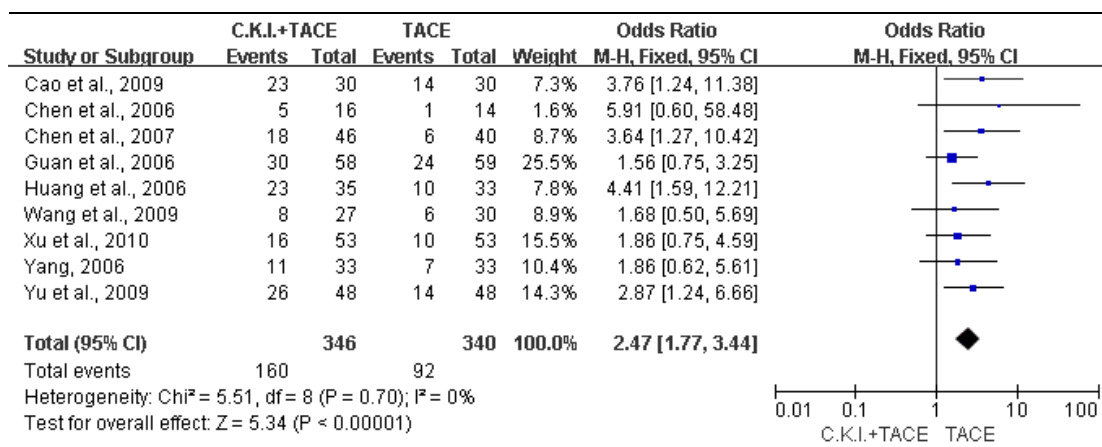 C.K.I.+TACE TACE Odds Ratio Odds Ratio
Study or Subgroup Events Total Events Total Weight M-H, Fixed, 95% CI M-H, Fixed, 95% CI
Cao et al., 2009 23 30 14 30 7.3% 3.76 [1.24, 11.38]
Chen et al., 2006 5 16 1 14 1.6% 5.91 [0.60, 58.48]
Chen et al., 2007 18 46 6 40 8.7% 3.64 [1.27, 10.42]
Guan et al., 2006 30 58 24 59 25.5% 1.56 [0.75, 3.25]
Huang et al., 2006 23 35 10 33 7.8% 4.41 [1.59, 12.21]
Wang et al., 2009 8 27 6 30 8.9% 1.68 [0.50, 5.69]
Xu et al., 2010 16 53 10 53 15.5% 1.86 [0.75, 4.59]
Yang, 2006 11 33 7 33 10.4% 1.86 [0.62, 5.61]
Yu et al., 2009 26 48 14 48 14.3% 2.87 [1.24, 6.66]
Total (95% CI) 346 340 100.0% 2.47 [1.77, 3.44]
Total events 160 92
Heterogeneity: Chi² = 5.51, df = 8 (P = 0.70); I² = 0%
Test for overall effect: Z = 5.34 (P < 0.00001)
0.01 0.1 1 10 100
C.K.I.+TACE TACE